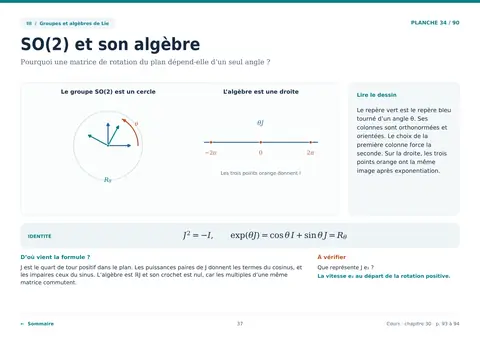 08 | Groupes et algèbres de Lie
PLANCHE 34 / 90
SO(2) et son algèbre
Pourquoi une matrice de rotation du plan dépend-elle d'un seul angle ?
Le groupe SO(2) est un cercle
L'algèbre est une droite
Lire le dessin
θ
θJ
Le repère vert est le repère bleu
tourné d'un angle θ. Ses
colonnes sont orthonormées et
orientées. Le choix de la
première colonne force la
seconde. Sur la droite, les trois
points orange ont la même
image après exponentiation.
−2π
0
2π
Les trois points orange donnent I
R_θ
IDENTITÉ
J² = −I, exp(θJ) = cos θ I + sin θ J = R_θ
D'où vient la formule ?
À vérifier
J est le quart de tour positif dans le plan. Les puissances paires de J donnent les termes du cosinus, et
les impaires ceux du sinus. L'algèbre est ℝJ et son crochet est nul, car les multiples d'une même
matrice commutent.
Que représente J e₁ ?
La vitesse e₂ au départ de la rotation positive.
← Sommaire
37
Cours : chapitre 30 p. 93 à 94